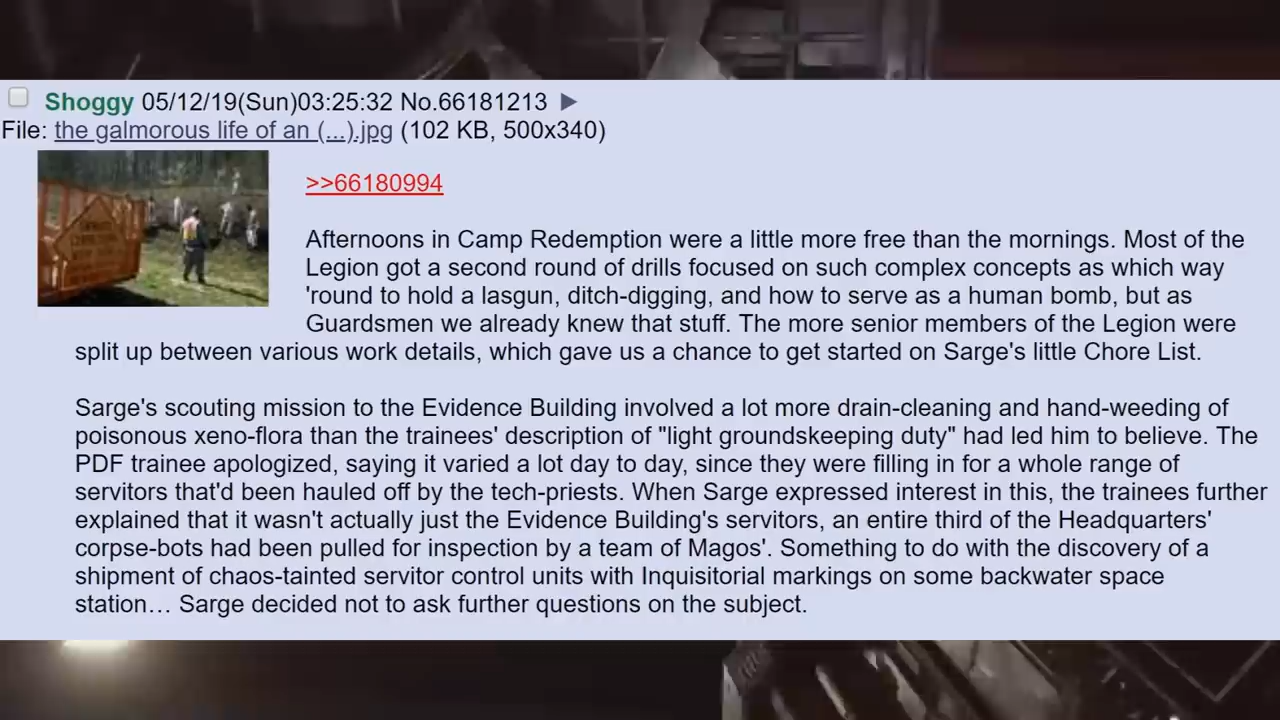 Shoggy 05/12/19(Sun)03:25:32 No.66181213 ▶
File: the galmorous life of an (...).jpg (102 KB, 500x340)
>>66180994
Afternoons in Camp Redemption were a little more free than the mornings. Most of the
Legion got a second round of drills focused on such complex concepts as which way
'round to hold a lasgun, ditch-digging, and how to serve as a human bomb, but as
Guardsmen we already knew that stuff. The more senior members of the Legion were
split up between various work details, which gave us a chance to get started on Sarge's little Chore List.
Sarge's scouting mission to the Evidence Building involved a lot more drain-cleaning and hand-weeding of
poisonous xeno-flora than the trainees' description of "light groundskeeping duty" had led him to believe. The
PDF trainee apologized, saying it varied a lot day to day, since they were filling in for a whole range of
servitors that'd been hauled off by the tech-priests. When Sarge expressed interest in this, the trainees further
explained that it wasn't actually just the Evidence Building's servitors, an entire third of the Headquarters'
corpse-bots had been pulled for inspection by a team of Magos'. Something to do with the discovery of a
shipment of chaos-tainted servitor control units with Inquisitorial markings on some backwater space
station… Sarge decided not to ask further questions on the subject.